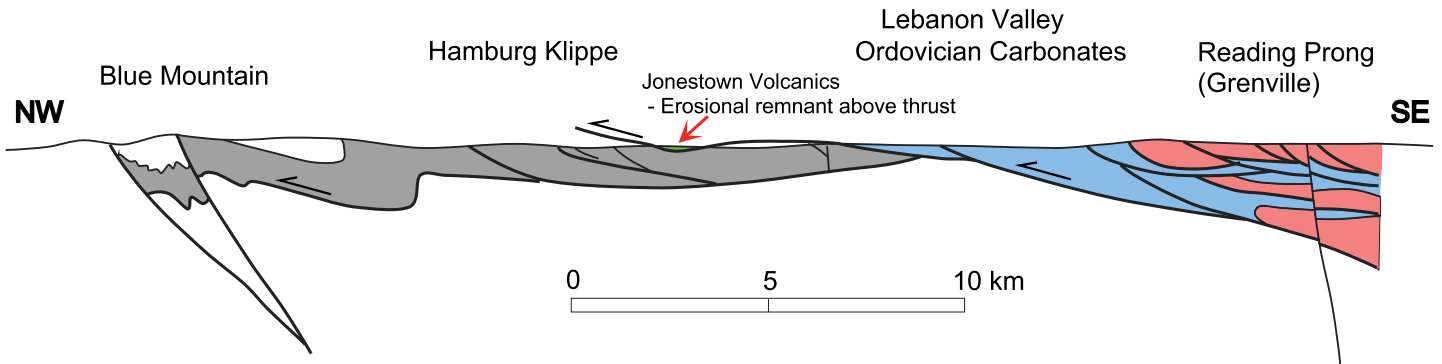 Lebanon Valley
Hamburg Klippe
Ordovician Carbonates
Reading Prong
(Grenville)
Blue Mountain
Jonestown Volcanics
- Erosional remnant above thrust
NW
SE
0
5
10 km